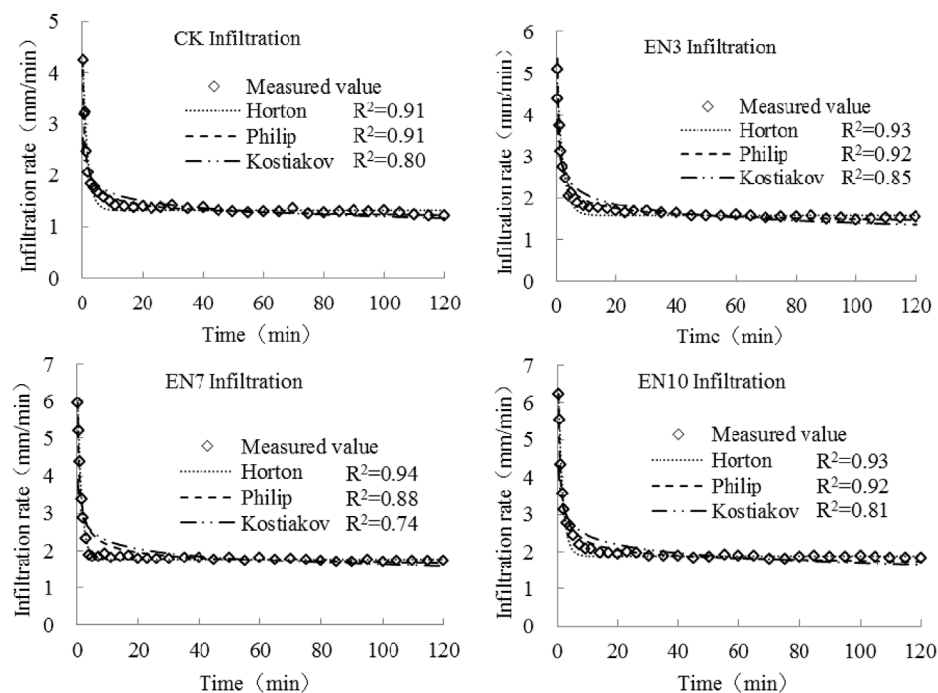 CK Infiltration
Measured value
Horton R²=0.91
Philip R²=0.91
Kostiakov R²=0.80
Infiltration rate（mm/min）
5
4
3
2
1
0
0 20 40 60 80 100 120
Time（min）
EN3 Infiltration
Measured value
Horton R²=0.93
Philip R²=0.92
Kostiakov R²=0.85
Infiltration rate（mm/min）
6
5
4
3
2
1
0
0 20 40 60 80 100 120
Time（min）
EN7 Infiltration
Measured value
Horton R²=0.94
Philip R²=0.88
Kostiakov R²=0.74
Infiltration rate（mm/min）
7
6
5
4
3
2
1
0
0 20 40 60 80 100 120
Time（min）
EN10 Infiltration
Measured value
Horton R²=0.93
Philip R²=0.92
Kostiakov R²=0.81
Infiltration rate（mm/min）
7
6
5
4
3
2
1
0
0 20 40 60 80 100 120
Time（min）